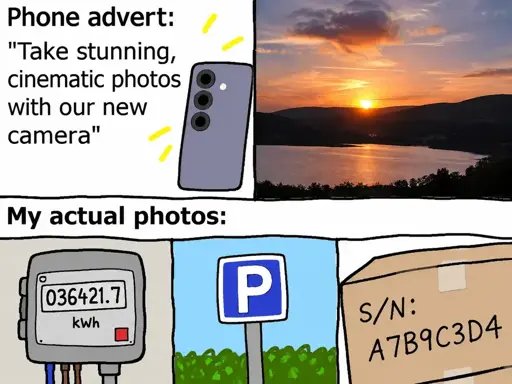 Phone advert:
"Take stunning,
cinematic photos
with our new
camera"
My actual photos:
036421.7
kWh
P
S/N:
A7B9C3D4